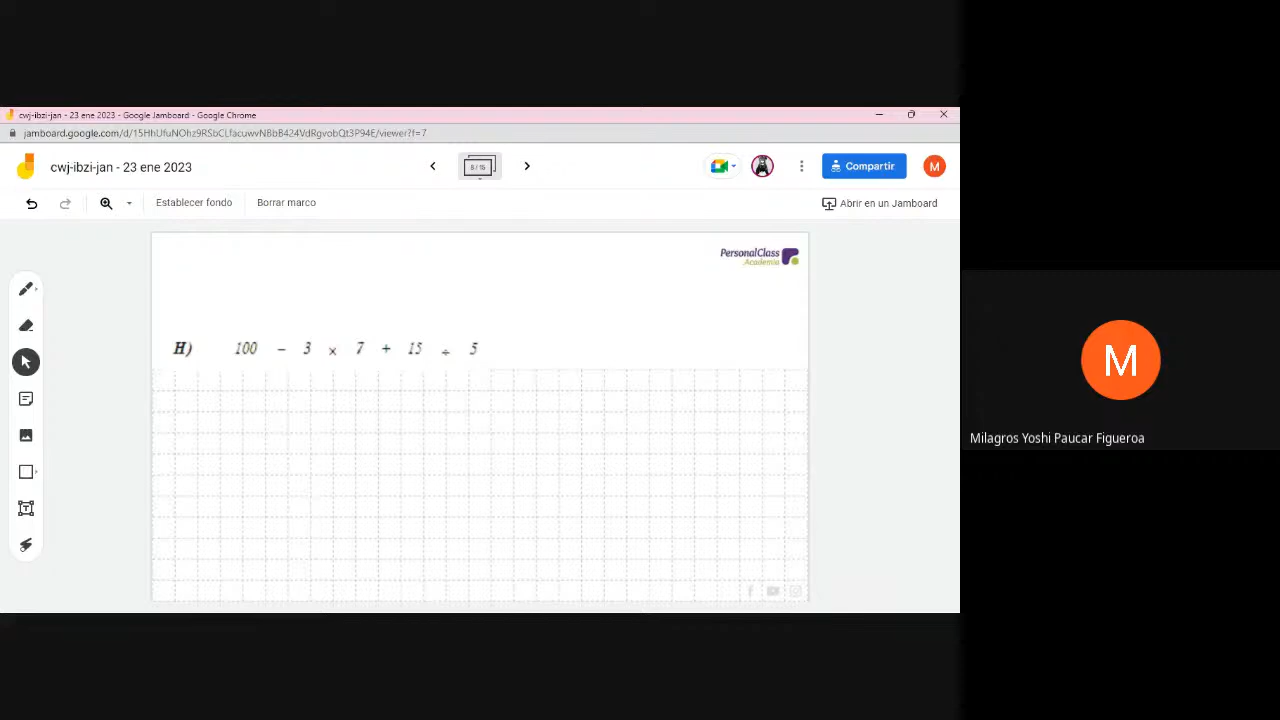 cwj-ibzi-jan - 23 ene 2023 - Google Jamboard - Google Chrome
jamboard.google.com/d/15HhUfuNOhz9RSbCLfacuwvNBbB424VdRgvobQt3P94E/viewer?f=7
cwj-ibzi-jan - 23 ene 2023
Compartir
M
Establecer fondo
Borrar marco
Abrir en un Jamboard
PersonalClass
Academia
H) 100 - 3 × 7 + 15 ÷ 5
M
Milagros Yoshi Paucar Figueroa